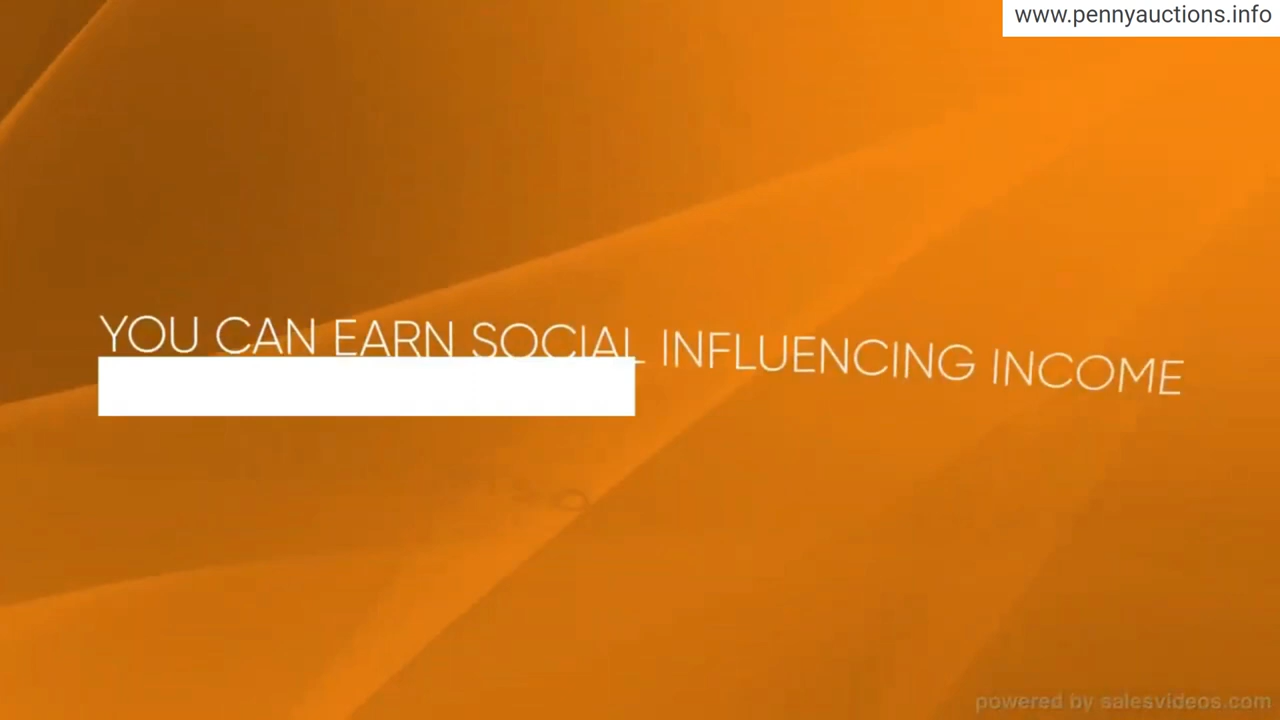 www.pennyauctions.info
YOU CAN EARN SOCIAL INFLUENCING INCOME
powered by salesvideos.com